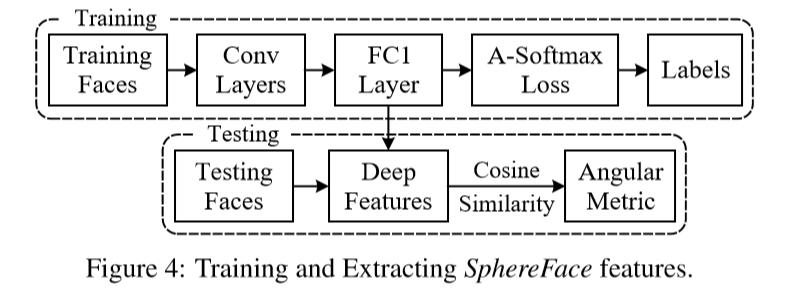 Training
Training
Faces
Conv
Layers
FC1
Layer
A-Softmax
Loss
Labels
Testing
Testing
Faces
Deep
Features
Cosine
Similarity
Angular
Metric
Figure 4: Training and Extracting SphereFace features.